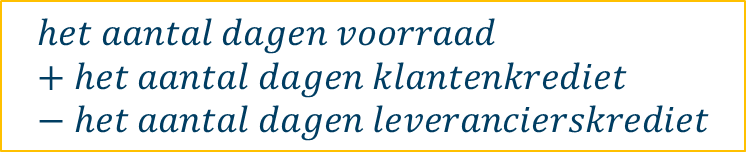 het aantal dagen voorraad
+ het aantal dagen klantenkrediet
− het aantal dagen leverancierskrediet